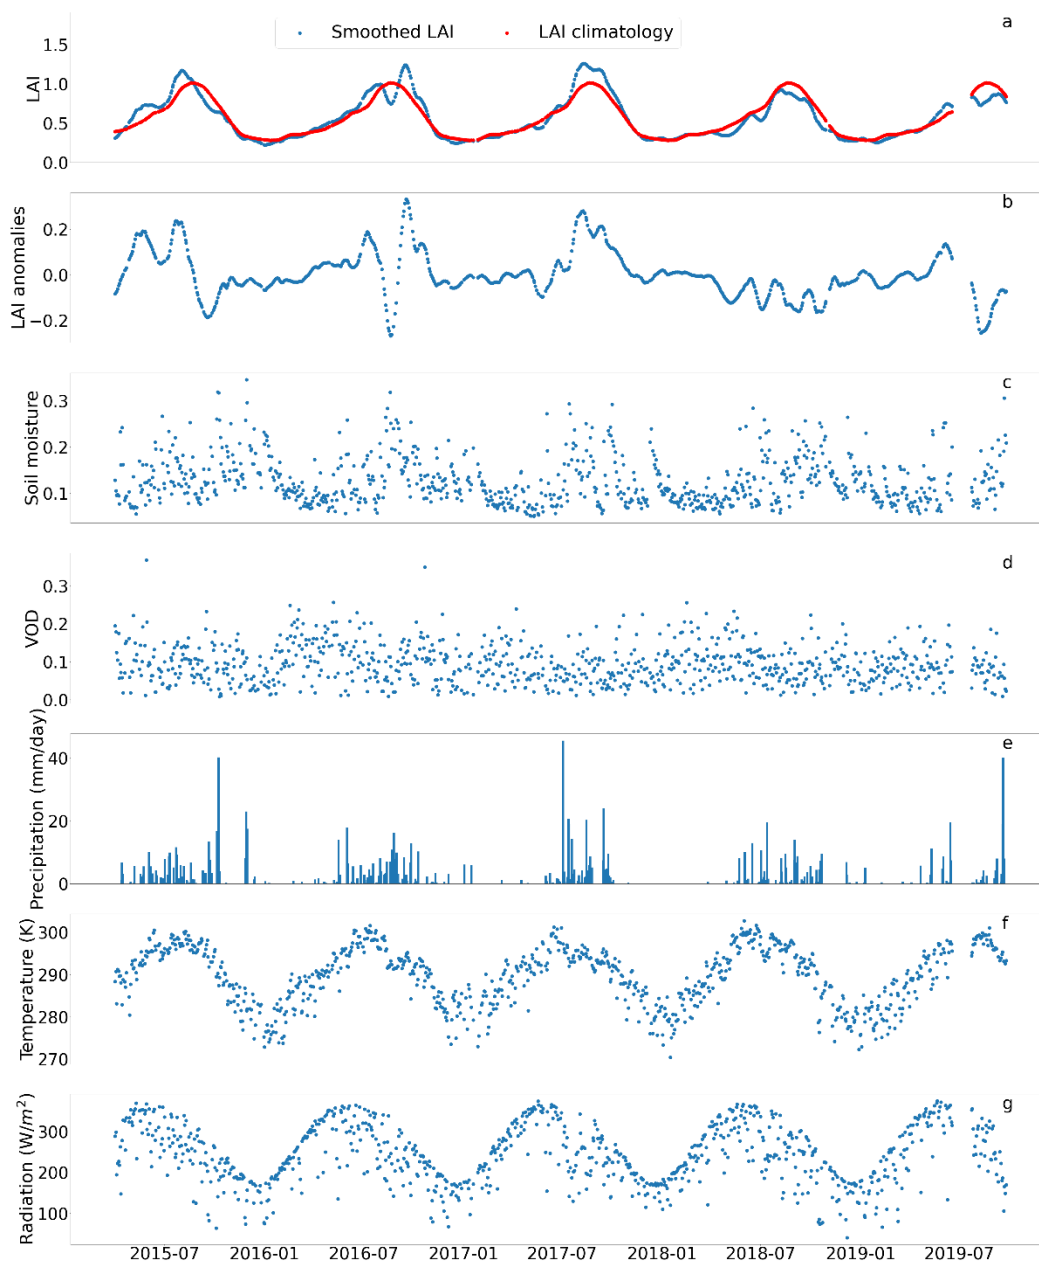 a
Smoothed LAI
LAI climatology
LAI
1.5
1.0
0.5
0.0
b
LAI anomalies
0.2
0.0
−0.2
c
Soil moisture
0.3
0.2
0.1
d
VOD
0.3
0.2
0.1
0.0
e
Precipitation (mm/day)
40
20
0
f
Temperature (K)
300
290
280
270
g
Radiation (W/m²)
300
200
100
2015-07 2016-01 2016-07 2017-01 2017-07 2018-01 2018-07 2019-01 2019-07